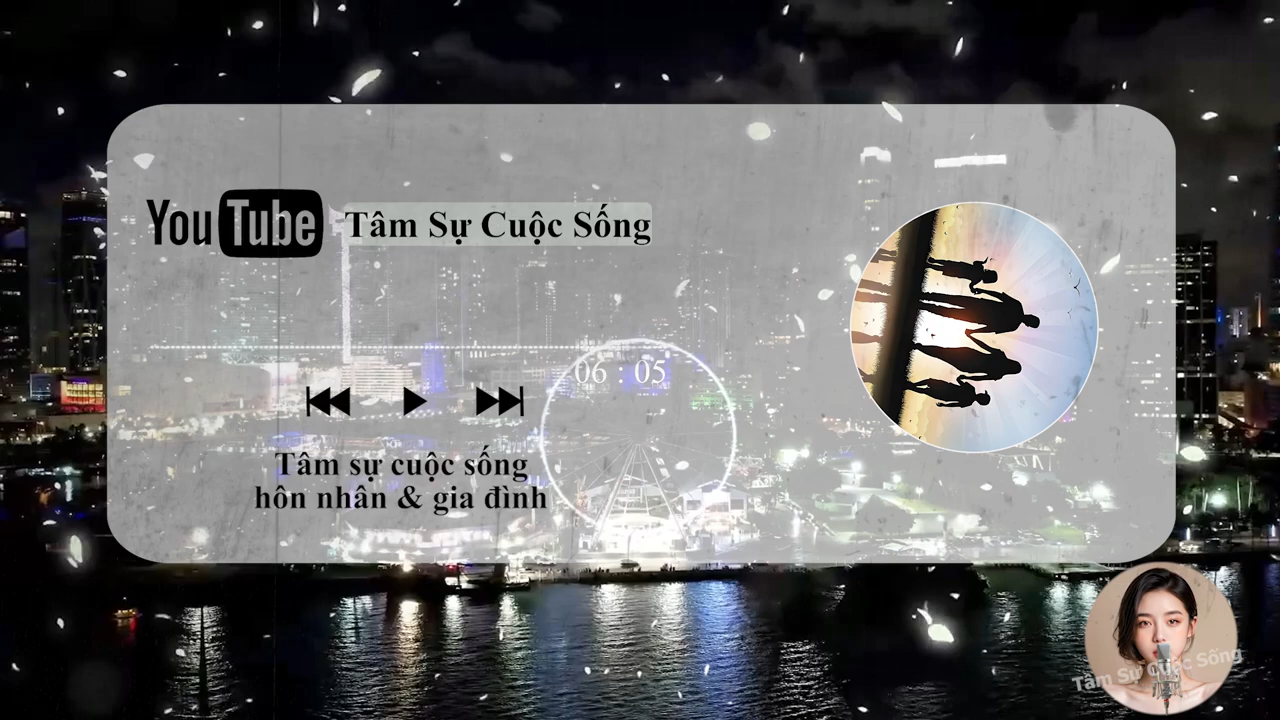 YouTube Tâm Sự Cuộc Sống
06 : 05
Tâm sự cuộc sống
hôn nhân & gia đình
Tâm Sự Cuộc Sống